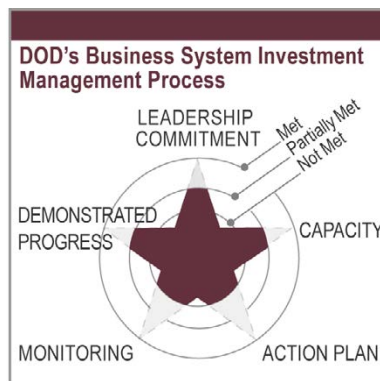 DOD's Business System Investment
Management Process
LEADERSHIP
COMMITMENT
Met
Partially Met
Not Met
DEMONSTRATED
PROGRESS
CAPACITY
MONITORING
ACTION PLAN